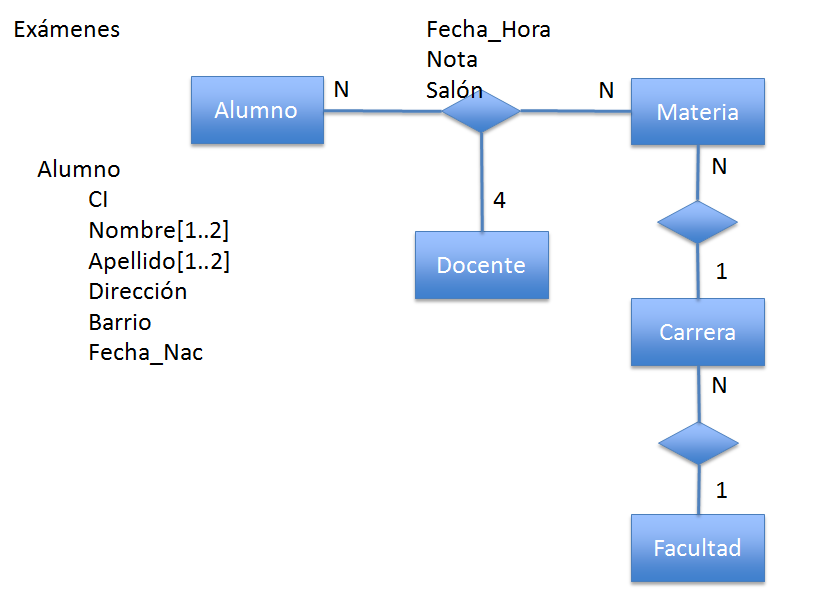 Exámenes
Fecha_Hora
Nota
Salón
Alumno
N
N
Materia
Alumno
CI
Nombre[1..2]
Apellido[1..2]
Dirección
Barrio
Fecha_Nac
4
Docente
N
1
Carrera
N
1
Facultad